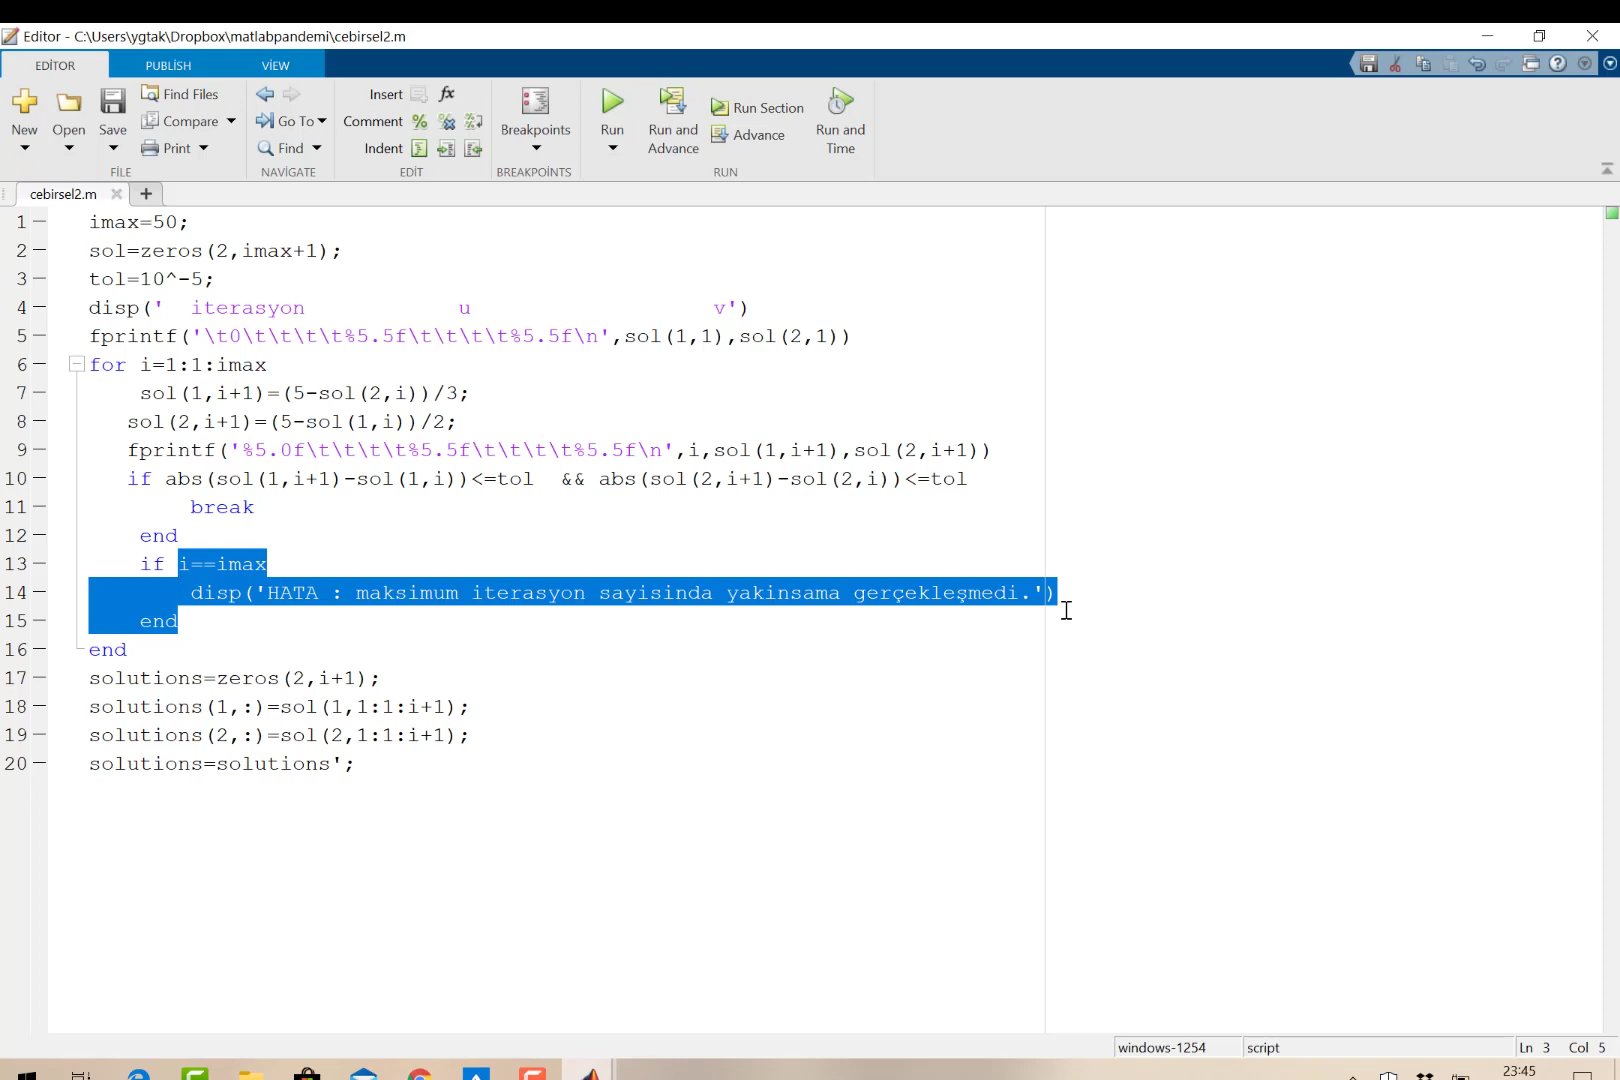 Editor - C:\Users\ygtak\Dropbox\matlabpandemi\cebirsel2.m
EDİTOR PUBLİSH VİEW
New Open Save Find Files Compare Print
FİLE
Go To Find
NAVİGATE
Insert fx
Comment
Indent
EDİT
Breakpoints
BREAKPOİNTS
Run Run and Advance Run Section Advance Run and Time
RUN
cebirsel2.m
1 imax=50;
2 sol=zeros(2,imax+1);
3 tol=10^-5;
4 disp('  iterasyon            u                   v')
5 fprintf('\t0\t\t\t\t%5.5f\t\t\t\t%5.5f\n',sol(1,1),sol(2,1))
6 for i=1:1:imax
7 sol(1,i+1)=(5-sol(2,i))/3;
8 sol(2,i+1)=(5-sol(1,i))/2;
9 fprintf('%5.0f\t\t\t\t%5.5f\t\t\t\t%5.5f\n',i,sol(1,i+1),sol(2,i+1))
10 if abs(sol(1,i+1)-sol(1,i))<=tol  && abs(sol(2,i+1)-sol(2,i))<=tol
11 break
12 end
13 if i==imax
14 disp('HATA : maksimum iterasyon sayisinda yakinsama gerçekleşmedi.')
15 end
16 end
17 solutions=zeros(2,i+1);
18 solutions(1,:)=sol(1,1:1:i+1);
19 solutions(2,:)=sol(2,1:1:i+1);
20 solutions=solutions';
windows-1254 script Ln 3 Col 5
23:45